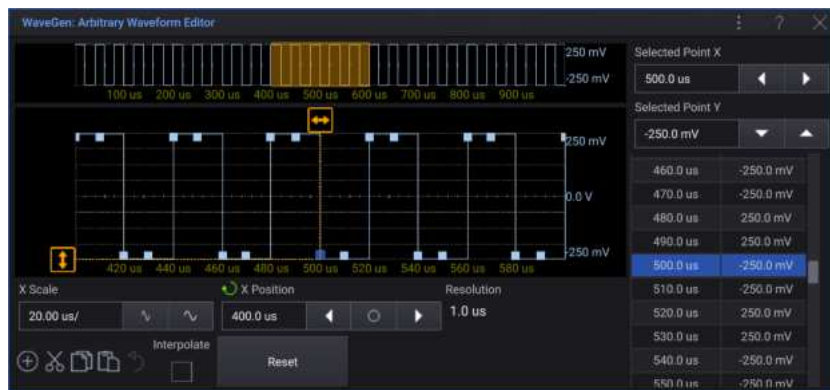 WaveGen: Arbitrary Waveform Editor
?
250 mV
-250 mV
100 us 200 us 300 us 400 us 500 us 600 us 700 us 800 us 900 us
Selected Point X
500.0 us
Selected Point Y
-250.0 mV
250 mV
0.0 V
-250 mV
420 us 440 us 460 us 480 us 500 us 520 us 540 us 560 us 580 us
460.0 us -250.0 mV
470.0 us -250.0 mV
480.0 us 250.0 mV
490.0 us 250.0 mV
500.0 us -250.0 mV
510.0 us -250.0 mV
520.0 us 250.0 mV
530.0 us 250.0 mV
540.0 us -250.0 mV
550.0 us -250.0 mV
X Scale
20.00 us/
X Position
400.0 us
Resolution
1.0 us
Interpolate
Reset